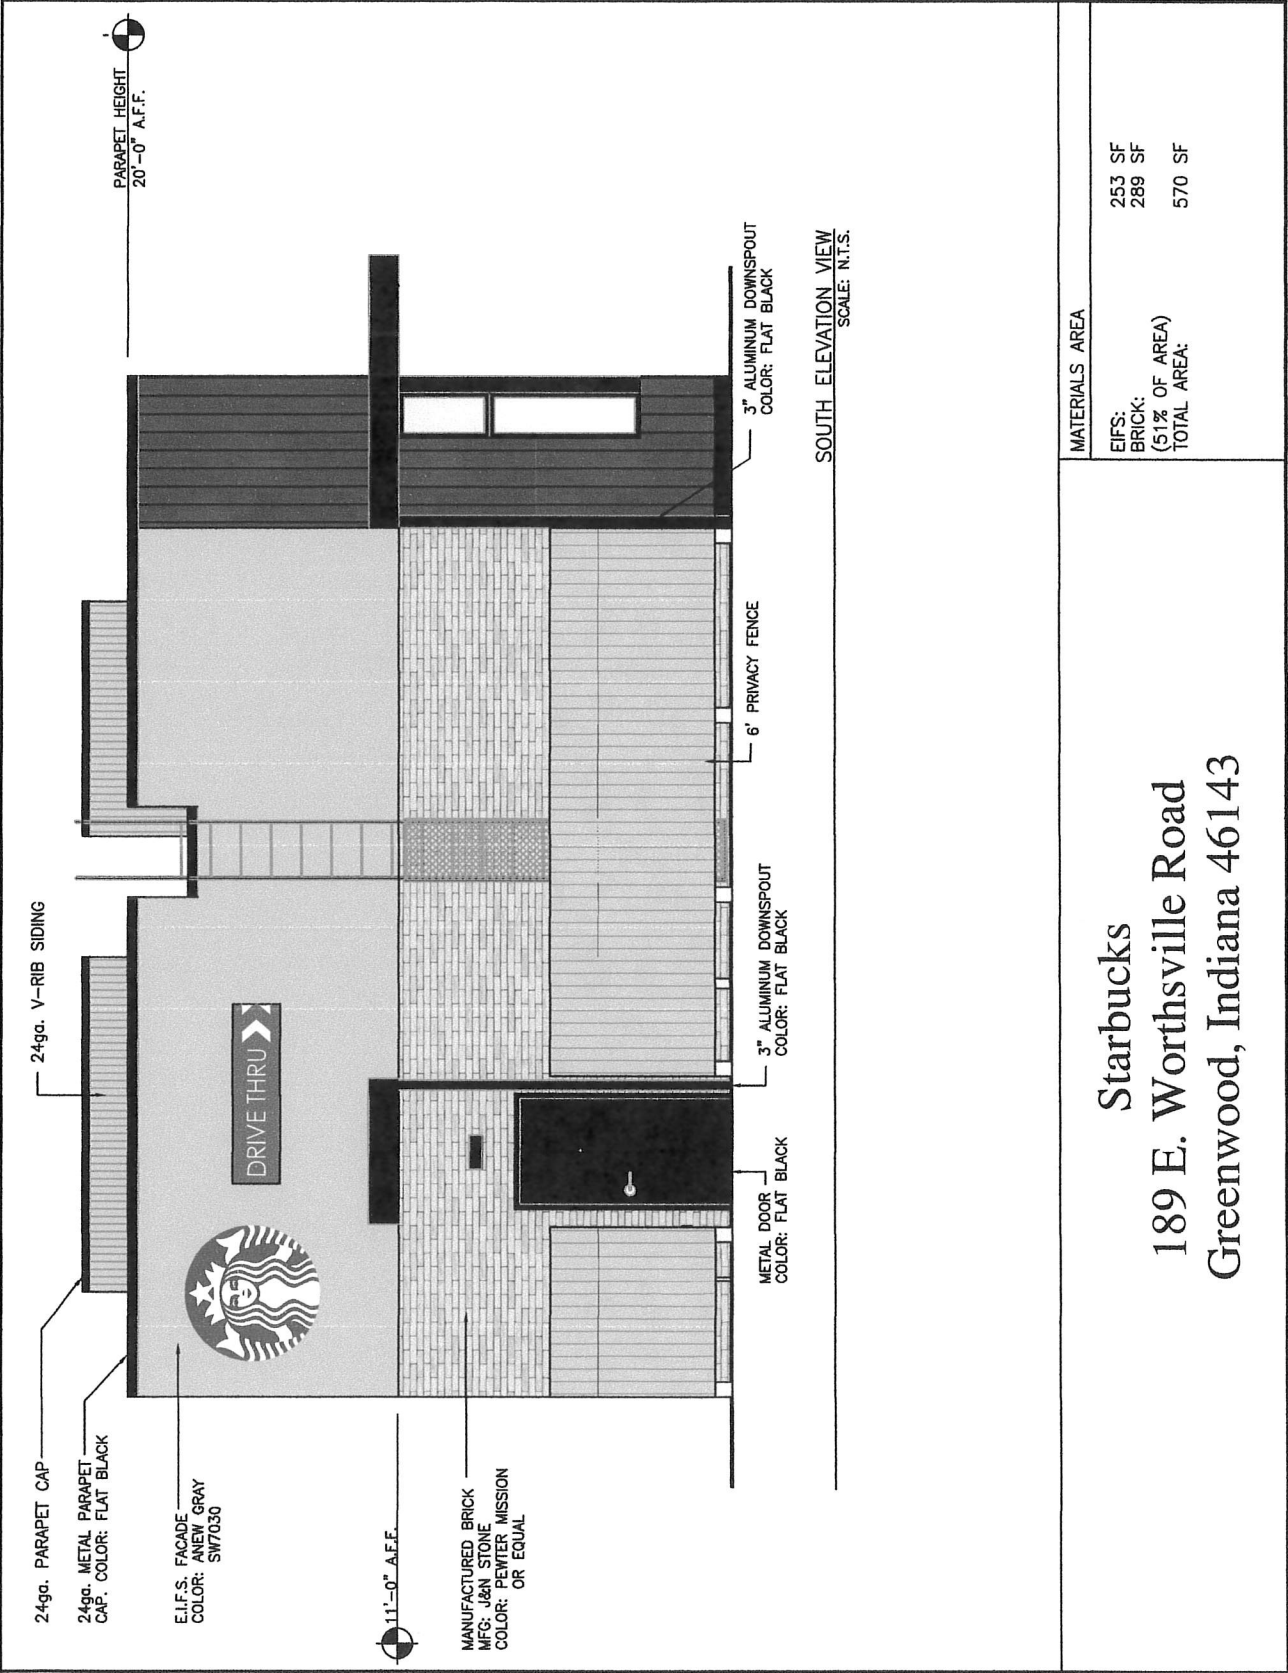 24ga. PARAPET CAP
24ga. V-RIB SIDING
24ga. METAL PARAPET
CAP. COLOR: FLAT BLACK
PARAPET HEIGHT
20'-0" A.F.F.
E.I.F.S. FACADE
COLOR: ANEW GRAY
SW7030
DRIVE THRU
11'-0" A.F.F.
MANUFACTURED BRICK
MFG: J&N STONE
COLOR: PEWTER MISSION
OR EQUAL
METAL DOOR
COLOR: FLAT BLACK
3" ALUMINUM DOWNSPOUT
COLOR: FLAT BLACK
6' PRIVACY FENCE
3" ALUMINUM DOWNSPOUT
COLOR: FLAT BLACK
SOUTH ELEVATION VIEW
SCALE: N.T.S.
Starbucks
189 E. Worthsville Road
Greenwood, Indiana 46143
MATERIALS AREA
EIFS: 253 SF
BRICK: 289 SF
(51% OF AREA)
TOTAL AREA: 570 SF